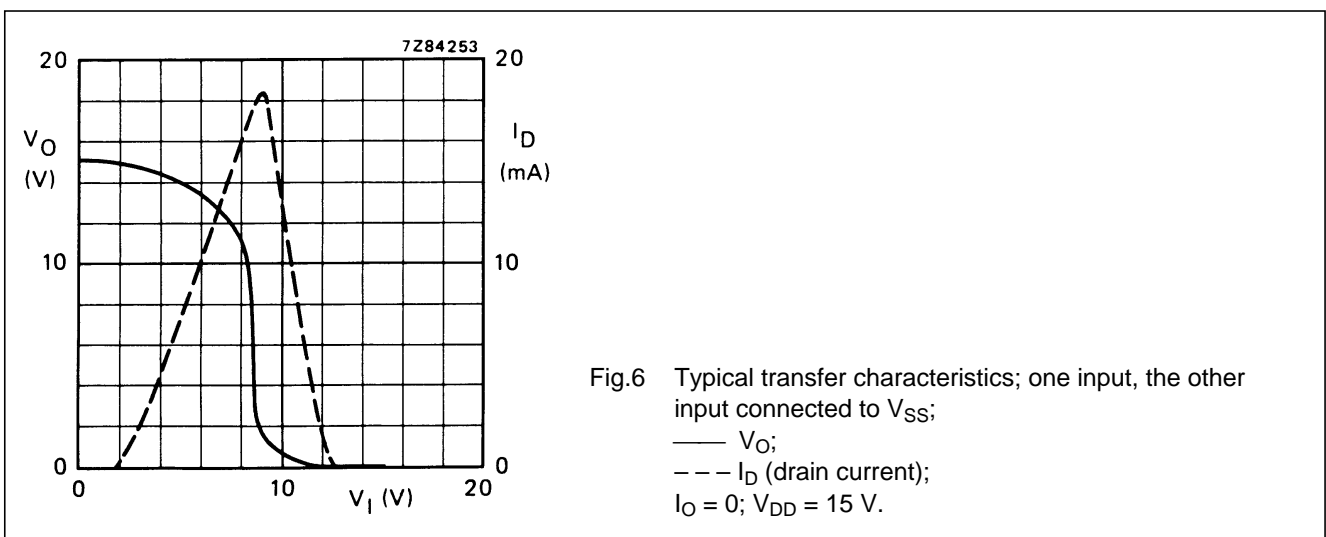 7Z84253
20
20
V_O
(V)
I_D
(mA)
10
10
0
0
0
10
20
V_I (V)
Fig.6 Typical transfer characteristics; one input, the other
input connected to V_SS;
—— V_O;
– – – I_D (drain current);
I_O = 0; V_DD = 15 V.